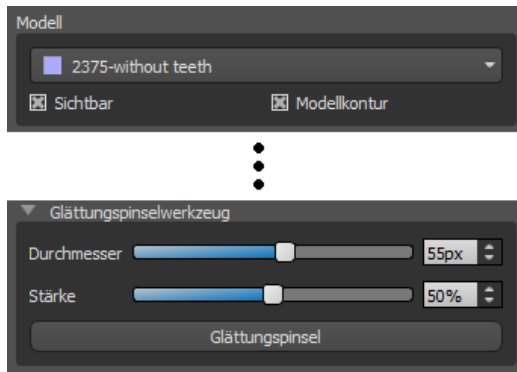 Modell
2375-without teeth
Sichtbar Modellkontur
Glättungspinselwerkzeug
Durchmesser 55px
Stärke 50%
Glättungspinsel